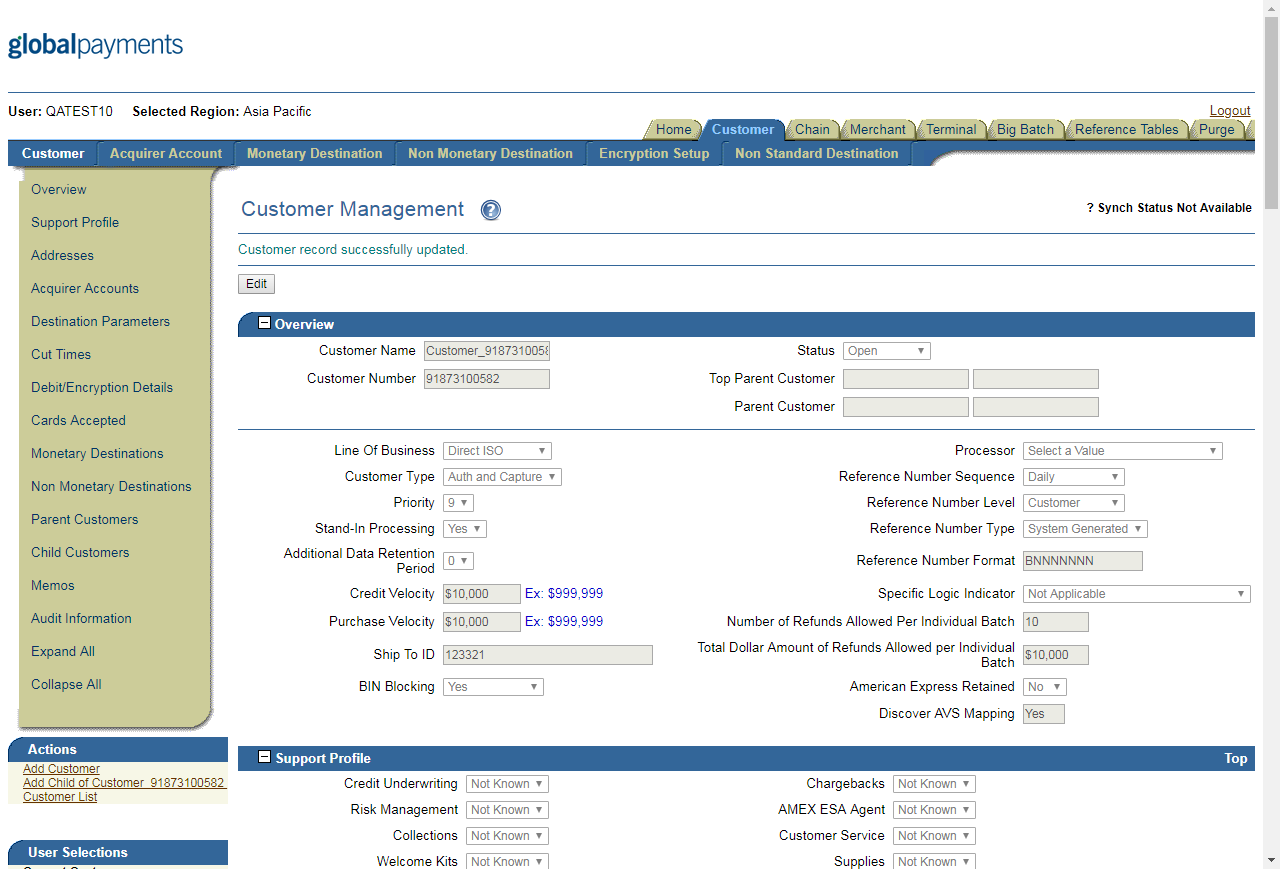 globalpayments
User: QATEST10 Selected Region: Asia Pacific
Logout
Home Customer Chain Merchant Terminal Big Batch Reference Tables Purge
Customer Acquirer Account Monetary Destination Non Monetary Destination Encryption Setup Non Standard Destination
Overview
Support Profile
Addresses
Acquirer Accounts
Destination Parameters
Cut Times
Debit/Encryption Details
Cards Accepted
Monetary Destinations
Non Monetary Destinations
Parent Customers
Child Customers
Memos
Audit Information
Expand All
Collapse All
Actions
Add Customer
Add Child of Customer_91873100582
Customer List
User Selections
Customer Management ?
? Synch Status Not Available
Customer record successfully updated.
Edit
Overview
Customer Name Customer_9187310058 Status Open
Customer Number 91873100582 Top Parent Customer
Parent Customer
Line Of Business Direct ISO Processor Select a Value
Customer Type Auth and Capture Reference Number Sequence Daily
Priority 9 Reference Number Level Customer
Stand-In Processing Yes Reference Number Type System Generated
Additional Data Retention
Period 0 Reference Number Format BNNNNNNN
Credit Velocity $10,000 Ex: $999,999 Specific Logic Indicator Not Applicable
Purchase Velocity $10,000 Ex: $999,999 Number of Refunds Allowed Per Individual Batch 10
Ship To ID 123321 Total Dollar Amount of Refunds Allowed per Individual
Batch $10,000
BIN Blocking Yes American Express Retained No
Discover AVS Mapping Yes
Support Profile Top
Credit Underwriting Not Known Chargebacks Not Known
Risk Management Not Known AMEX ESA Agent Not Known
Collections Not Known Customer Service Not Known
Welcome Kits Not Known Supplies Not Known